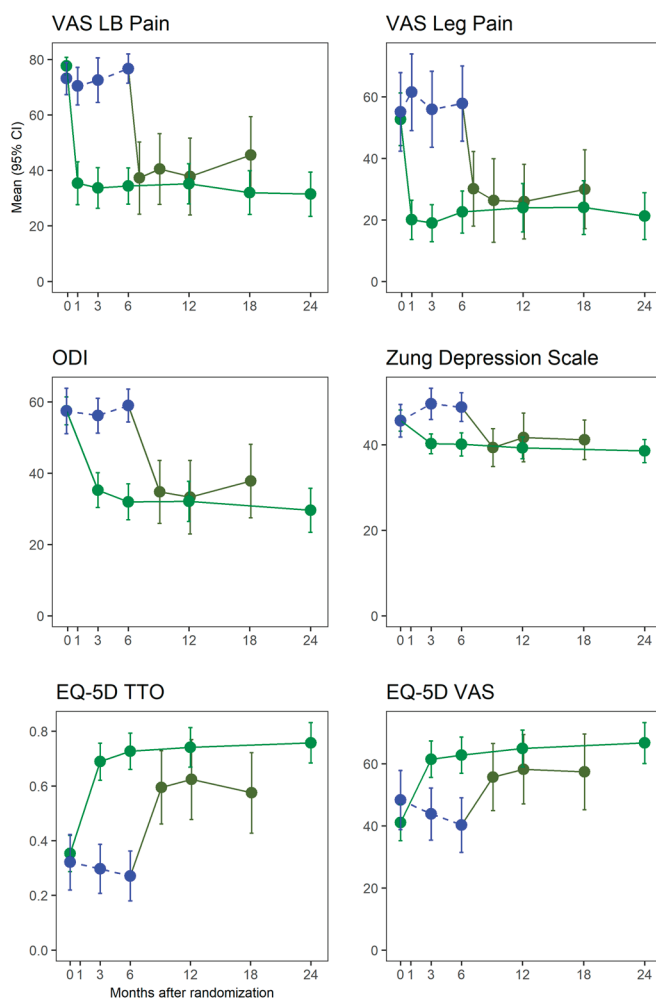 VAS LB Pain
VAS Leg Pain
Mean (95% CI)
80
60
40
20
0
0 1 3 6 12 18 24
60
40
20
0
0 1 3 6 12 18 24
ODI
Zung Depression Scale
60
40
20
0
0 1 3 6 12 18 24
40
20
0
0 1 3 6 12 18 24
EQ-5D TTO
EQ-5D VAS
0.8
0.6
0.4
0.2
0.0
0 1 3 6 12 18 24
Months after randomization
60
40
20
0
0 1 3 6 12 18 24